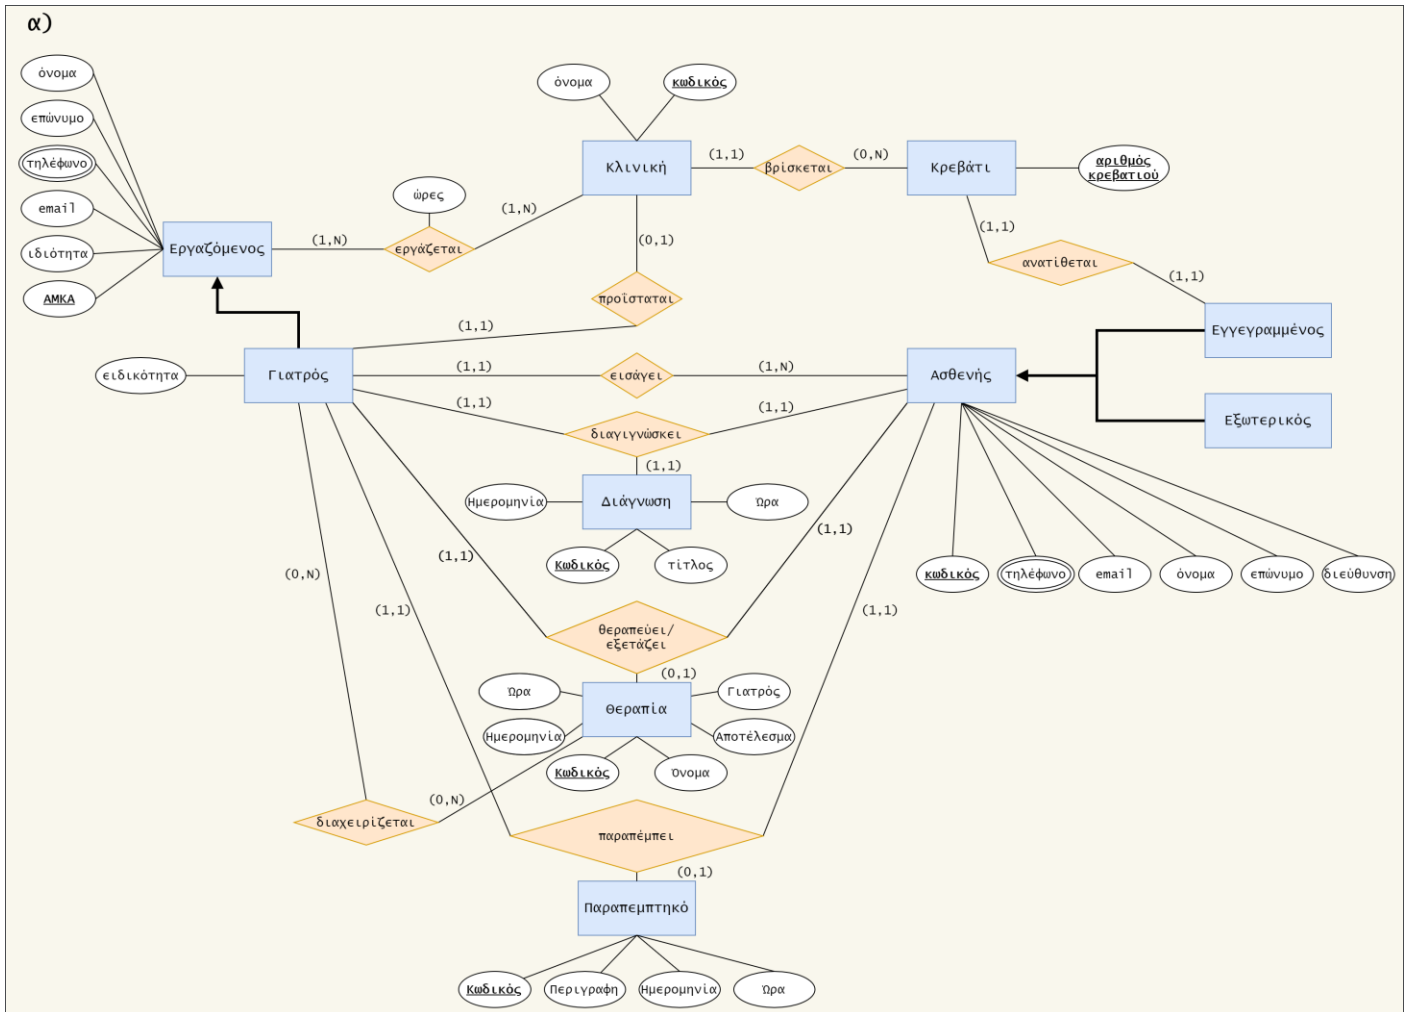 α)
όνομα
επώνυμο
τηλέφωνο
email
ιδιότητα
ΑΜΚΑ
Εργαζόμενος
(1,N)
ώρες
εργάζεται
(1,N)
όνομα
κωδικός
Κλινική
(1,1)
βρίσκεται
(0,N)
Κρεβάτι
αριθμός
κρεβατιού
(1,1)
ανατίθεται
(1,1)
Εγγεγραμμένος
Εξωτερικός
(0,1)
προΐσταται
(1,1)
ειδικότητα
Γιατρός
(1,1)
εισάγει
(1,N)
Ασθενής
(1,1)
διαγιγνώσκει
(1,1)
(1,1)
Ημερομηνία
Διάγνωση
Ώρα
Κωδικός
τίτλος
κωδικός
τηλέφωνο
email
όνομα
επώνυμο
διεύθυνση
(1,1)
(1,1)
(0,N)
(1,1)
(1,1)
θεραπεύει/
εξετάζει
(0,1)
Ώρα
Γιατρός
Θεραπία
Ημερομηνία
Αποτέλεσμα
Κωδικός
Όνομα
(0,N)
διαχειρίζεται
παραπέμπει
(0,1)
Παραπεμπτηκό
Κωδικός
Περιγραφη
Ημερομηνία
Ώρα